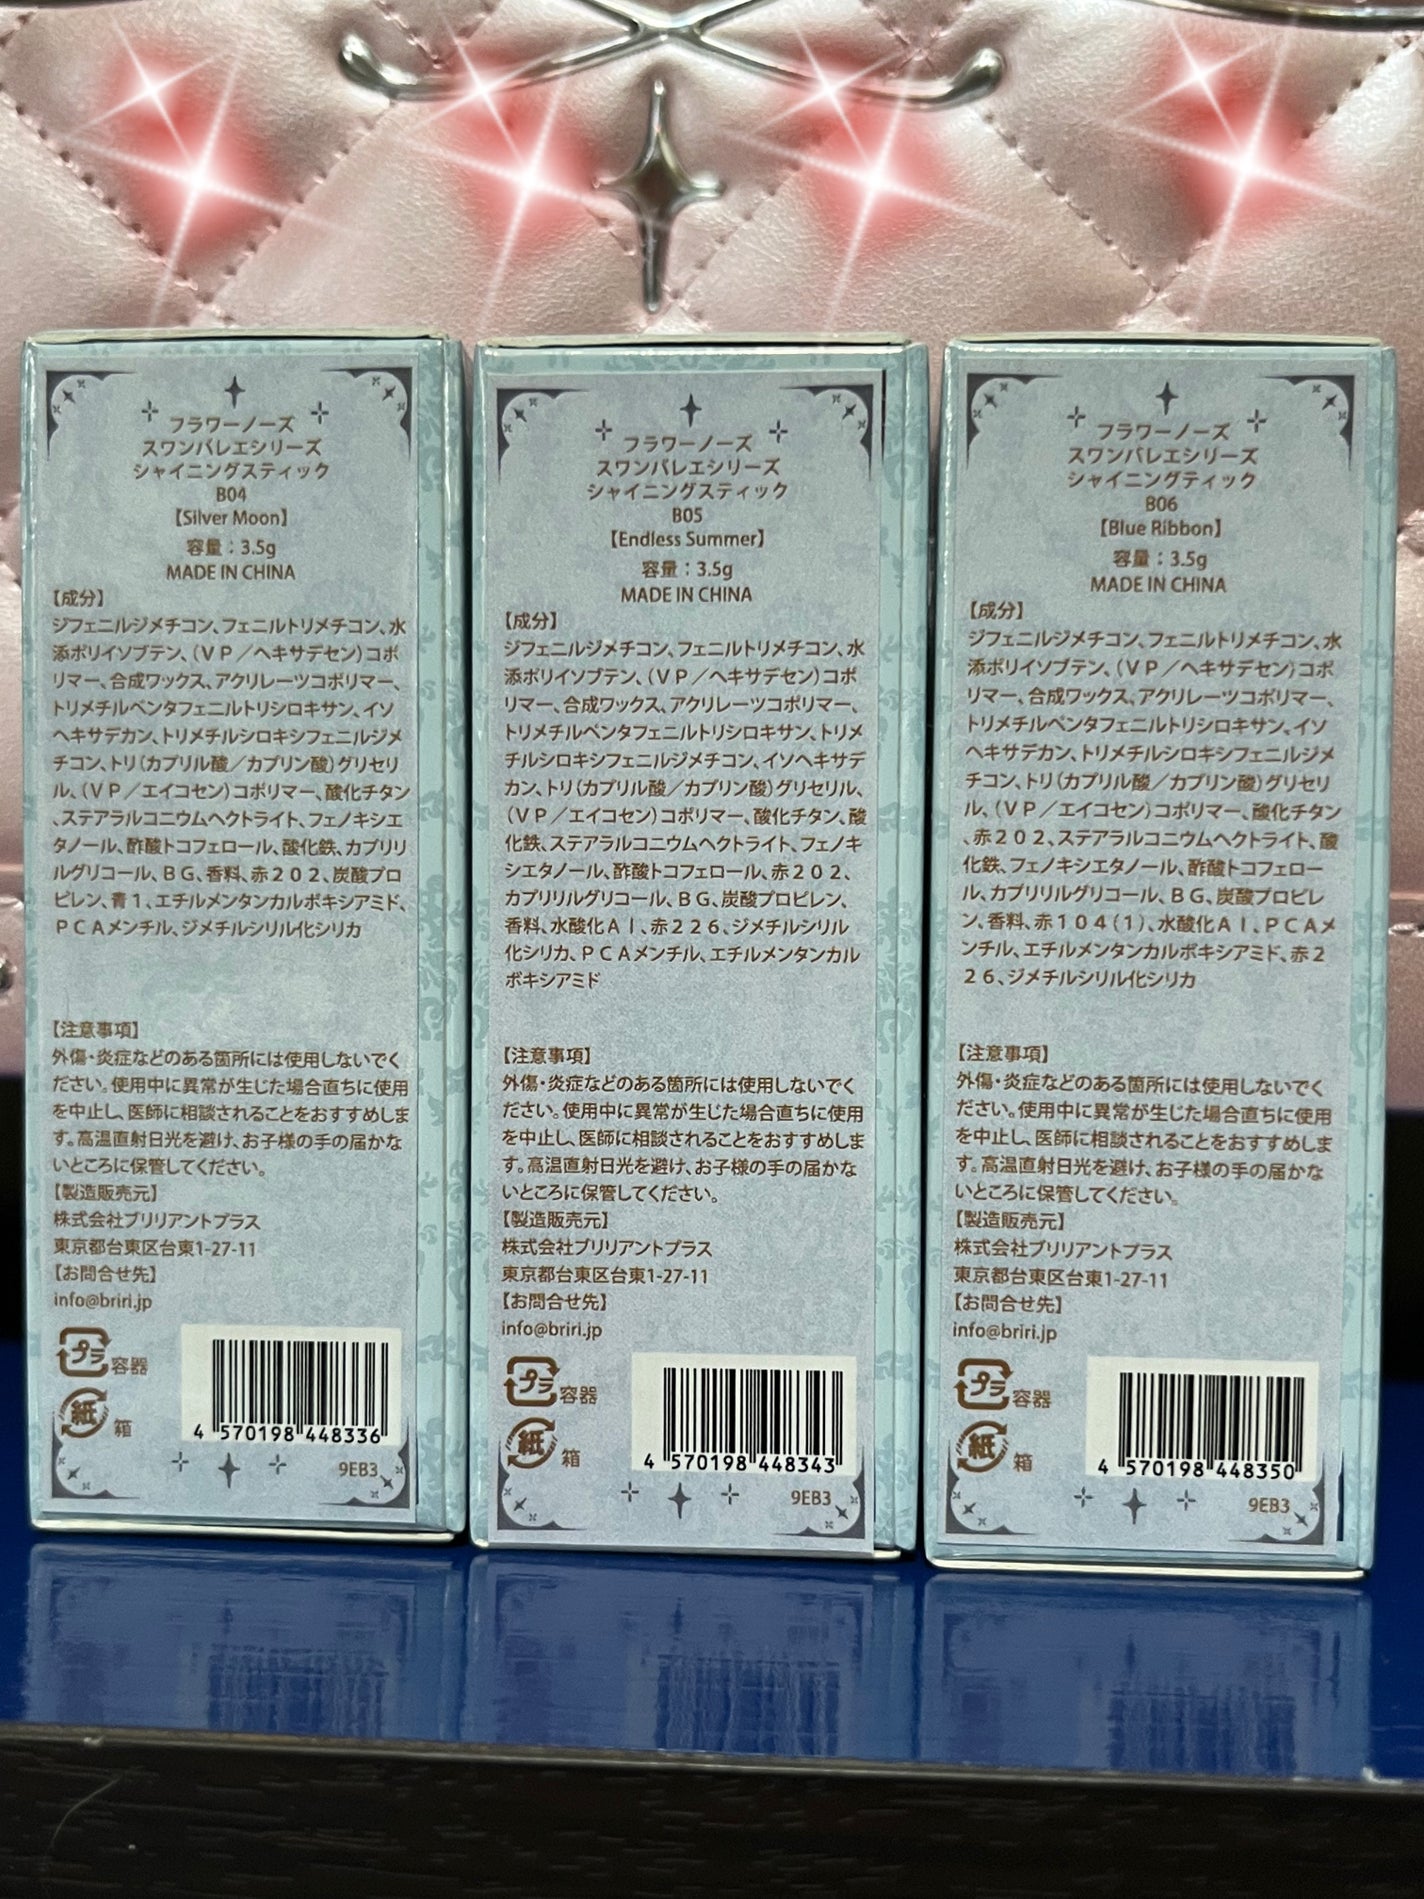 フラワーノーズ
スワンバレエシリーズ
シャイニングスティック
B04
【Silver Moon】
容量：3.5g
MADE IN CHINA
【成分】
ジフェニルジメチコン、フェニルトリメチコン、水
添ポリイソブテン、（ＶＰ／ヘキサデセン）コポ
リマー、合成ワックス、アクリレーツコポリマー、
トリメチルペンタフェニルトリシロキサン、イソ
ヘキサデカン、トリメチルシロキシフェニルジメ
チコン、トリ（カプリル酸／カプリン酸）グリセリ
ル、（ＶＰ／エイコセン）コポリマー、酸化チタン
、ステアラルコニウムヘクトライト、フェノキシエ
タノール、酢酸トコフェロール、酸化鉄、カプリリ
ルグリコール、ＢＧ、香料、赤２０２、炭酸プロ
ピレン、青１、エチルメンタンカルボキシアミド、
ＰＣＡメンチル、ジメチルシリル化シリカ
【注意事項】
外傷・炎症などのある箇所には使用しないでく
ださい。使用中に異常が生じた場合直ちに使用
を中止し、医師に相談されることをおすすめしま
す。高温直射日光を避け、お子様の手の届かな
いところに保管してください。
【製造販売元】
株式会社ブリリアントプラス
東京都台東区台東1-27-11
【お問合せ先】
info@briri.jp
プラ 容器
紙 箱
4 570198 448336
9EB3
フラワーノーズ
スワンバレエシリーズ
シャイニングスティック
B05
【Endless Summer】
容量：3.5g
MADE IN CHINA
【成分】
ジフェニルジメチコン、フェニルトリメチコン、水
添ポリイソブテン、（ＶＰ／ヘキサデセン）コポ
リマー、合成ワックス、アクリレーツコポリマー、
トリメチルペンタフェニルトリシロキサン、トリメ
チルシロキシフェニルジメチコン、イソヘキサデ
カン、トリ（カプリル酸／カプリン酸）グリセリル、
（ＶＰ／エイコセン）コポリマー、酸化チタン、酸
化鉄、ステアラルコニウムヘクトライト、フェノキ
シエタノール、酢酸トコフェロール、赤２０２、
カプリリルグリコール、ＢＧ、炭酸プロピレン、
香料、水酸化Ａｌ、赤２２６、ジメチルシリル
化シリカ、ＰＣＡメンチル、エチルメンタンカル
ボキシアミド
【注意事項】
外傷・炎症などのある箇所には使用しないでく
ださい。使用中に異常が生じた場合直ちに使用
を中止し、医師に相談されることをおすすめしま
す。高温直射日光を避け、お子様の手の届かな
いところに保管してください。
【製造販売元】
株式会社ブリリアントプラス
東京都台東区台東1-27-11
【お問合せ先】
info@briri.jp
プラ 容器
紙 箱
4 570198 448343
9EB3
フラワーノーズ
スワンバレエシリーズ
シャイニングティック
B06
【Blue Ribbon】
容量：3.5g
MADE IN CHINA
【成分】
ジフェニルジメチコン、フェニルトリメチコン、水
添ポリイソブテン、（ＶＰ／ヘキサデセン）コポ
リマー、合成ワックス、アクリレーツコポリマー、
トリメチルペンタフェニルトリシロキサン、イソ
ヘキサデカン、トリメチルシロキシフェニルジメ
チコン、トリ（カプリル酸／カプリン酸）グリセリ
ル、（ＶＰ／エイコセン）コポリマー、酸化チタン
、赤２０２、ステアラルコニウムヘクトライト、酸
化鉄、フェノキシエタノール、酢酸トコフェロー
ル、カプリリルグリコール、ＢＧ、炭酸プロピレ
ン、香料、赤１０４（１）、水酸化Ａｌ、ＰＣＡメ
ンチル、エチルメンタンカルボキシアミド、赤２
２６、ジメチルシリル化シリカ
【注意事項】
外傷・炎症などのある箇所には使用しないでく
ださい。使用中に異常が生じた場合直ちに使用
を中止し、医師に相談されることをおすすめしま
す。高温直射日光を避け、お子様の手の届かな
いところに保管してください。
【製造販売元】
株式会社ブリリアントプラス
東京都台東区台東1-27-11
【お問合せ先】
info@briri.jp
プラ 容器
紙 箱
4 570198 448350
9EB3